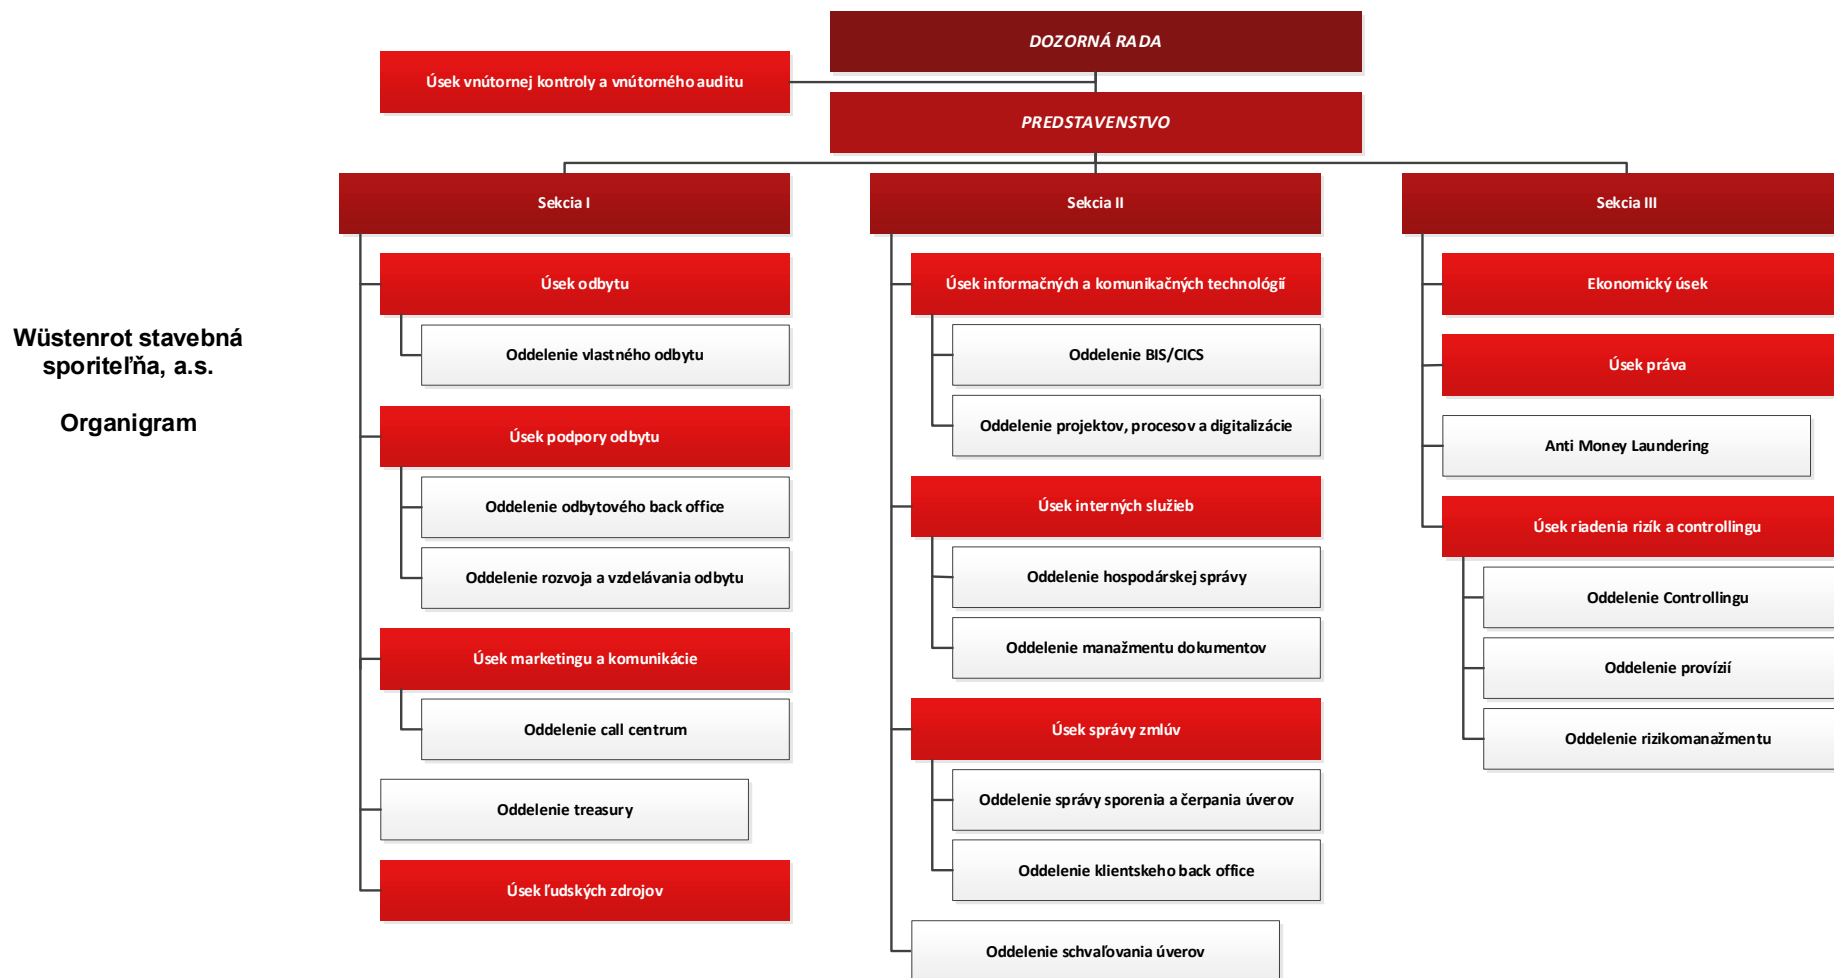 Wüstenrot stavebná
sporiteľňa, a.s.
Organigram
DOZORNÁ RADA
Úsek vnútornej kontroly a vnútorného auditu
PREDSTAVENSTVO
Sekcia I
Úsek odbytu
Oddelenie vlastného odbytu
Úsek podpory odbytu
Oddelenie odbytového back office
Oddelenie rozvoja a vzdelávania odbytu
Úsek marketingu a komunikácie
Oddelenie call centrum
Oddelenie treasury
Úsek ľudských zdrojov
Sekcia II
Úsek informačných a komunikačných technológií
Oddelenie BIS/CICS
Oddelenie projektov, procesov a digitalizácie
Úsek interných služieb
Oddelenie hospodárskej správy
Oddelenie manažmentu dokumentov
Úsek správy zmlúv
Oddelenie správy sporenia a čerpania úverov
Oddelenie klientskeho back office
Oddelenie schvaľovania úverov
Sekcia III
Ekonomický úsek
Úsek práva
Anti Money Laundering
Úsek riadenia rizík a controllingu
Oddelenie Controllingu
Oddelenie provízií
Oddelenie rizikomanažmentu